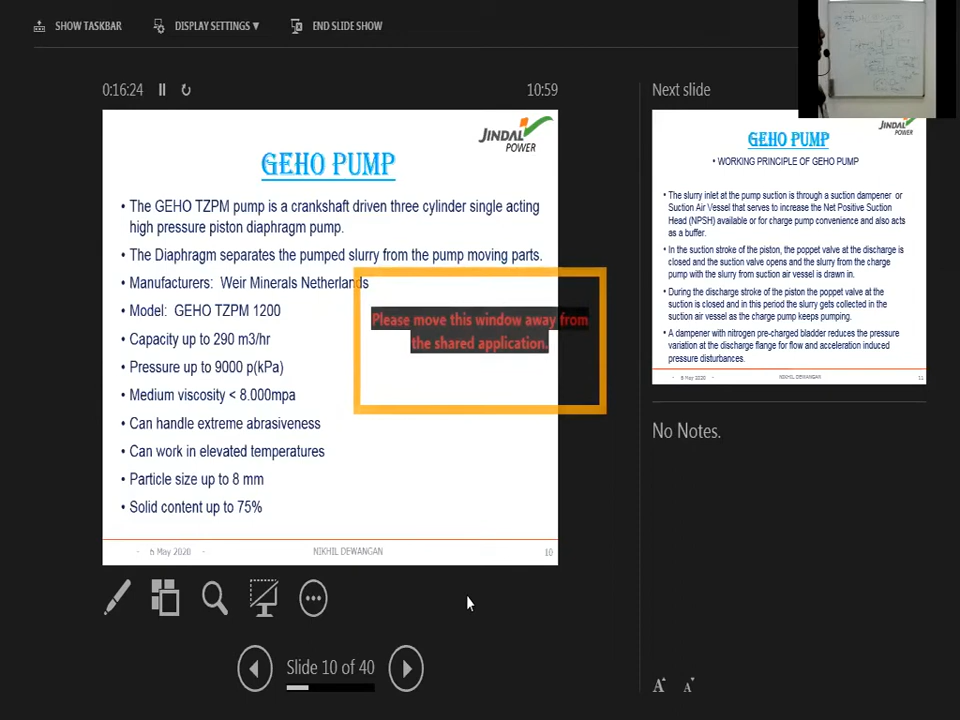 SHOW TASKBAR
DISPLAY SETTINGS ▼
END SLIDE SHOW
0:16:24
10:59
JINDAL
POWER
GEHO PUMP
• The GEHO TZPM pump is a crankshaft driven three cylinder single acting
high pressure piston diaphragm pump.
• The Diaphragm separates the pumped slurry from the pump moving parts.
• Manufacturers: Weir Minerals Netherlands
• Model: GEHO TZPM 1200
• Capacity up to 290 m3/hr
• Pressure up to 9000 p(kPa)
• Medium viscosity < 8.000mpa
• Can handle extreme abrasiveness
• Can work in elevated temperatures
• Particle size up to 8 mm
• Solid content up to 75%
Please move this window away from
the shared application.
- 6 May 2020 -
NIKHIL DEWANGAN
10
Next slide
JINDAL
POWER
GEHO PUMP
• WORKING PRINCIPLE OF GEHO PUMP
• The slurry inlet at the pump suction is through a suction dampener or
Suction Air Vessel that serves to increase the Net Positive Suction
Head (NPSH) available or for charge pump convenience and also acts
as a buffer.
• In the suction stroke of the piston, the poppet valve at the discharge is
closed and the suction valve opens and the slurry from the charge
pump with the slurry from suction air vessel is drawn in.
• During the discharge stroke of the piston the poppet valve at the
suction is closed and in this period the slurry gets collected in the
suction air vessel as the charge pump keeps pumping.
• A dampener with nitrogen pre-charged bladder reduces the pressure
variation at the discharge flange for flow and acceleration induced
pressure disturbances.
- 6 May 2020 -
NIKHIL DEWANGAN
11
No Notes.
Slide 10 of 40
A A